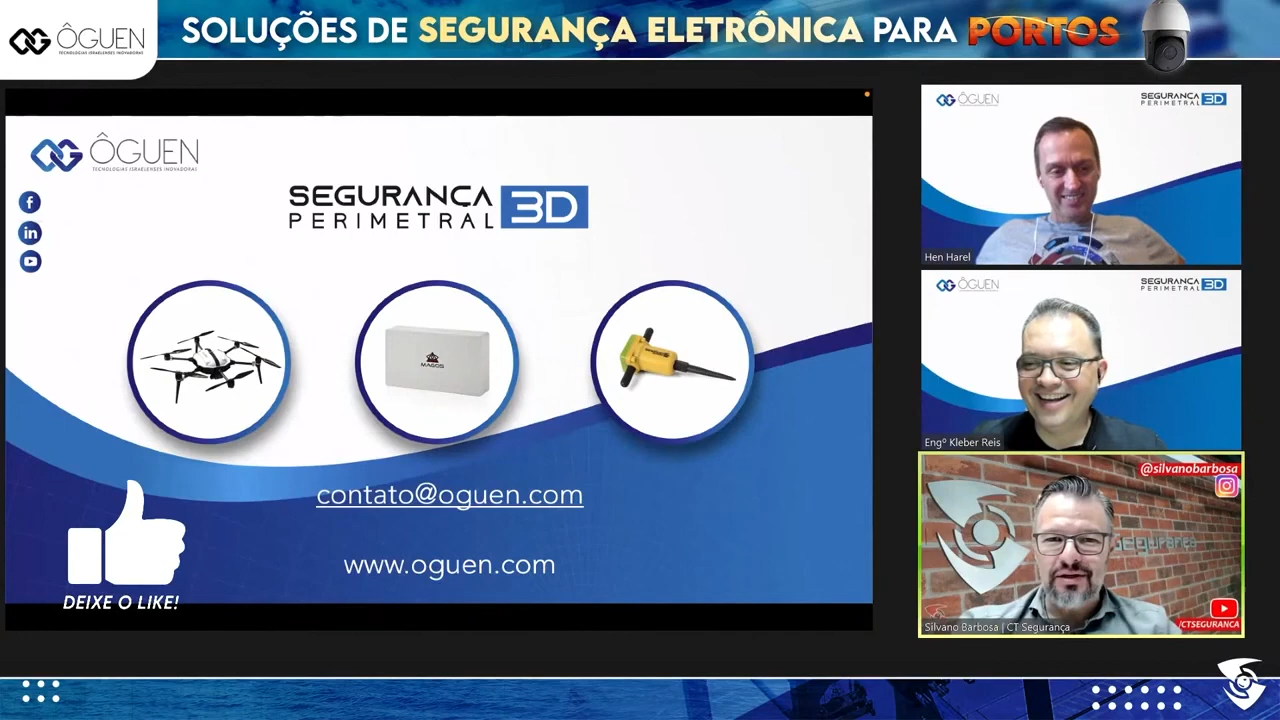 ÔGUEN
TECNOLOGIAS ISRAELENSES INOVADORAS
SOLUÇÕES DE SEGURANÇA ELETRÔNICA PARA PORTOS
ÔGUEN
TECNOLOGIAS ISRAELENSES INOVADORAS
SEGURANÇA
PERIMETRAL 3D
MAGOS
contato@oguen.com
www.oguen.com
DEIXE O LIKE!
ÔGUEN
SEGURANÇA
PERIMETRAL 3D
Hen Harel
ÔGUEN
SEGURANÇA
PERIMETRAL 3D
Engº Kleber Reis
@silvanobarbosa
Segurança
/CTSEGURANCA
Silvano Barbosa | CT Segurança